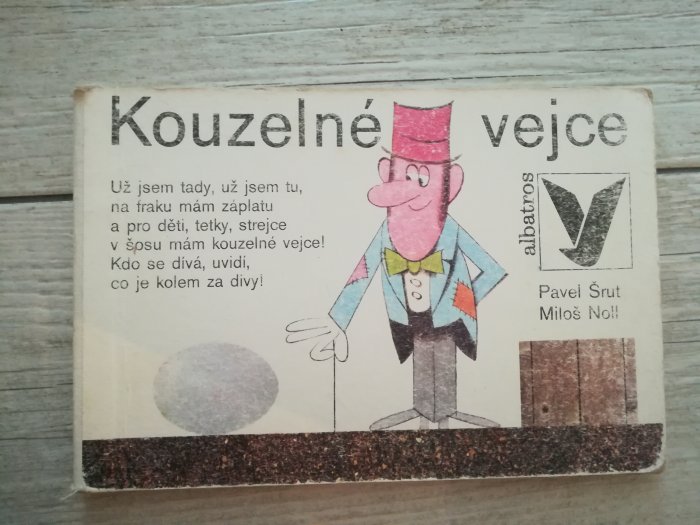 Kouzelné vejce
Už jsem tady, už jsem tu,
na fraku mám záplatu
a pro děti, tetky, strejce
v šosu mám kouzelné vejce!
Kdo se dívá, uvidí,
co je kolem za divy!
albatros
Pavel Šrut
Miloš Noll